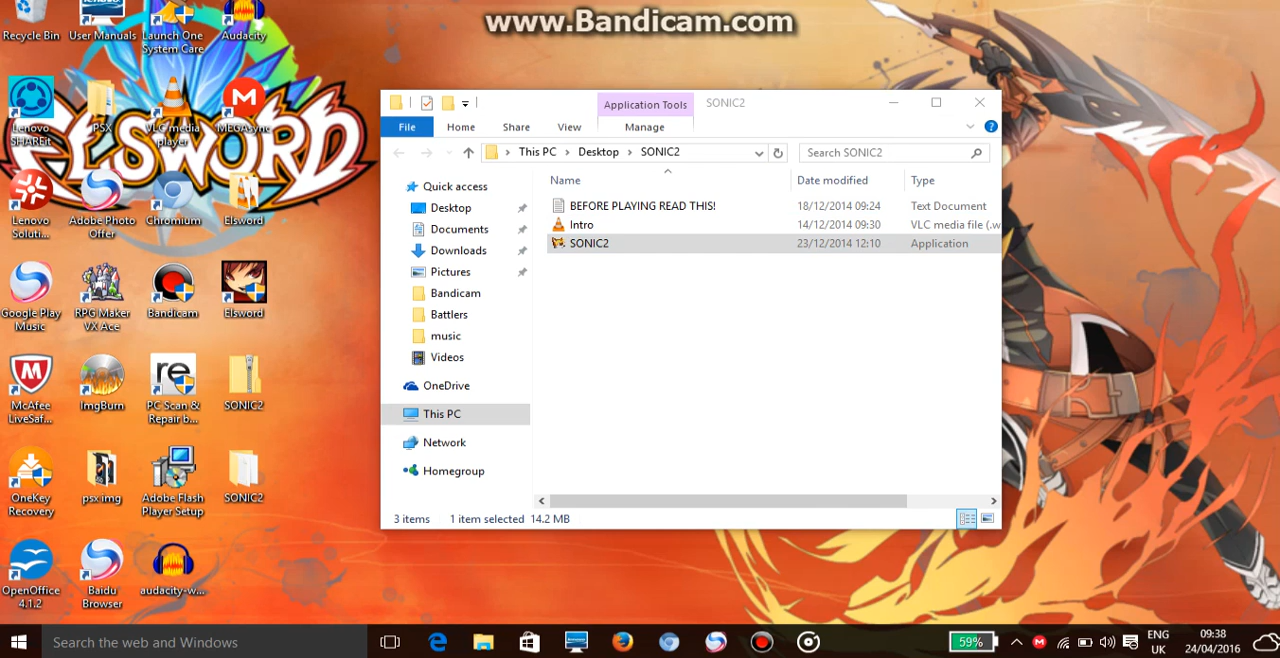 www.Bandicam.com
Recycle Bin
User Manuals
Launch One
System Care
Audacity
Lenovo
SHAREit
PSX
VLC media
player
MEGAsync
ELSWORD
Lenovo
Soluti...
Adobe Photo
Offer
Chromium
Elsword
Google Play
Music
RPG Maker
VX Ace
Bandicam
Elsword
McAfee
LiveSaf...
ImgBurn
re
PC Scan &
Repair b...
SONIC2
OneKey
Recovery
psx img
Adobe Flash
Player Setup
SONIC2
OpenOffice
4.1.2
Baidu
Browser
audacity-w...
Application Tools
SONIC2
File
Home
Share
View
Manage
This PC
Desktop
SONIC2
Search SONIC2
Quick access
Desktop
Documents
Downloads
Pictures
Bandicam
Battlers
music
Videos
OneDrive
This PC
Network
Homegroup
Name
Date modified
Type
BEFORE PLAYING READ THIS!
18/12/2014 09:24
Text Document
Intro
14/12/2014 09:30
VLC media file (.w
SONIC2
23/12/2014 12:10
Application
3 items
1 item selected
14.2 MB
Search the web and Windows
59%
ENG
UK
09:38
24/04/2016